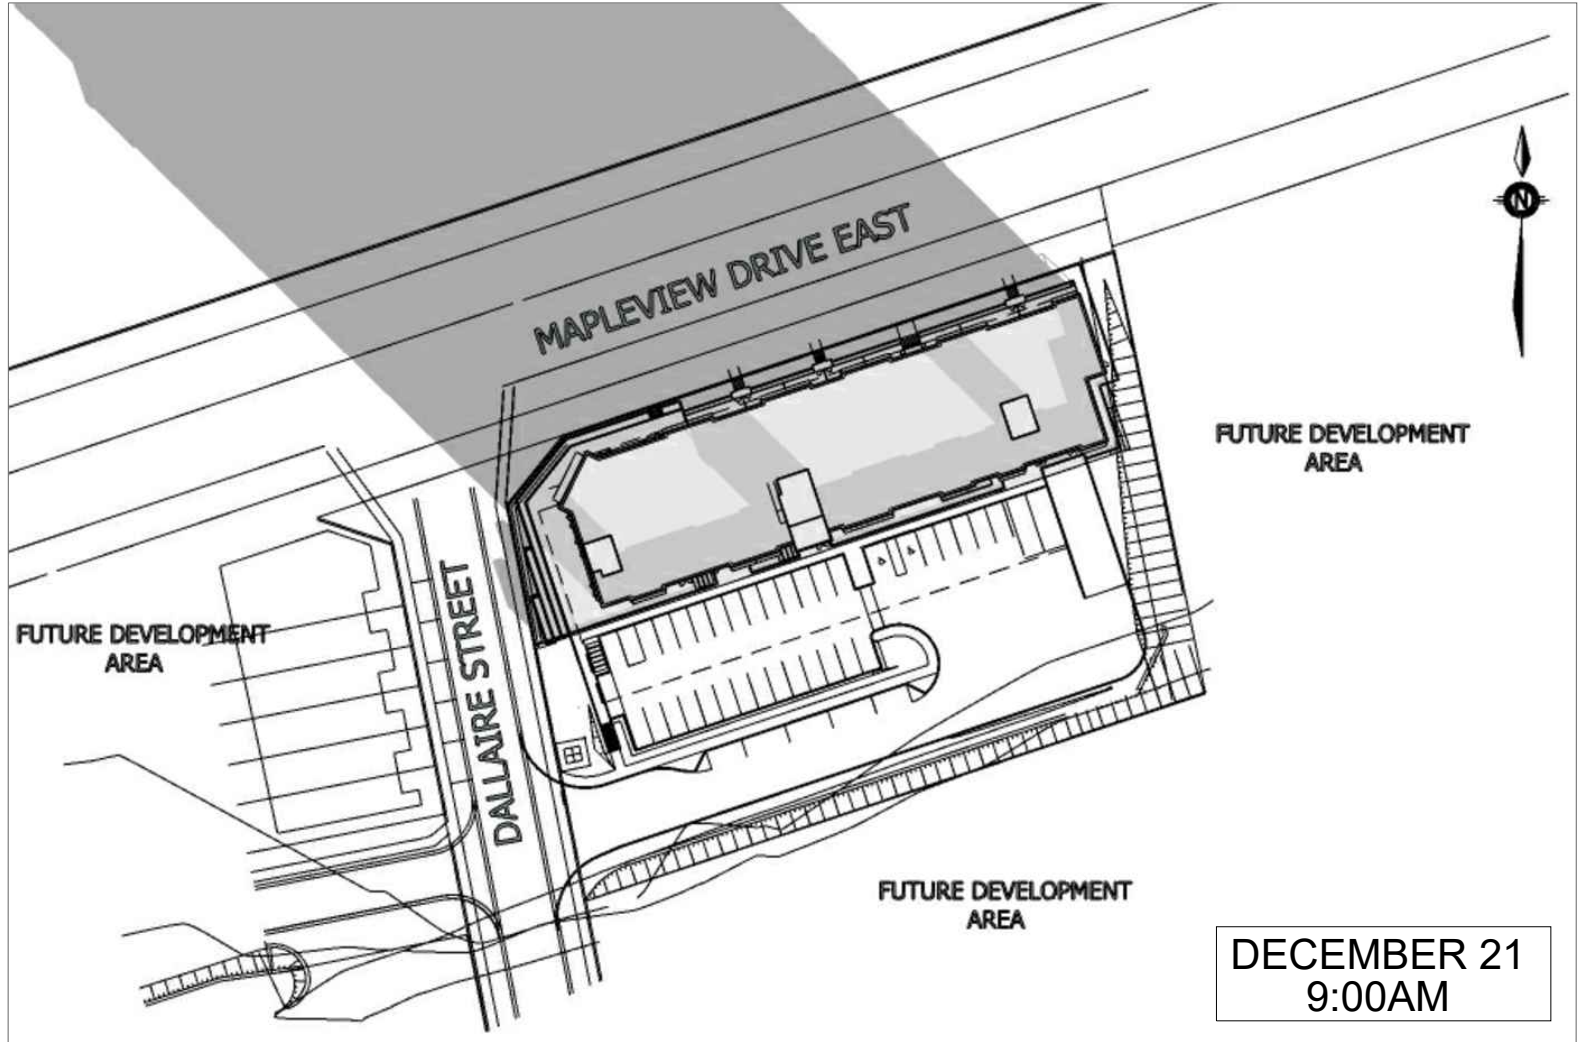 N
MAPLEVIEW DRIVE EAST
FUTURE DEVELOPMENT
AREA
FUTURE DEVELOPMENT
AREA
DALLAIRE STREET
FUTURE DEVELOPMENT
AREA
DECEMBER 21
9:00AM